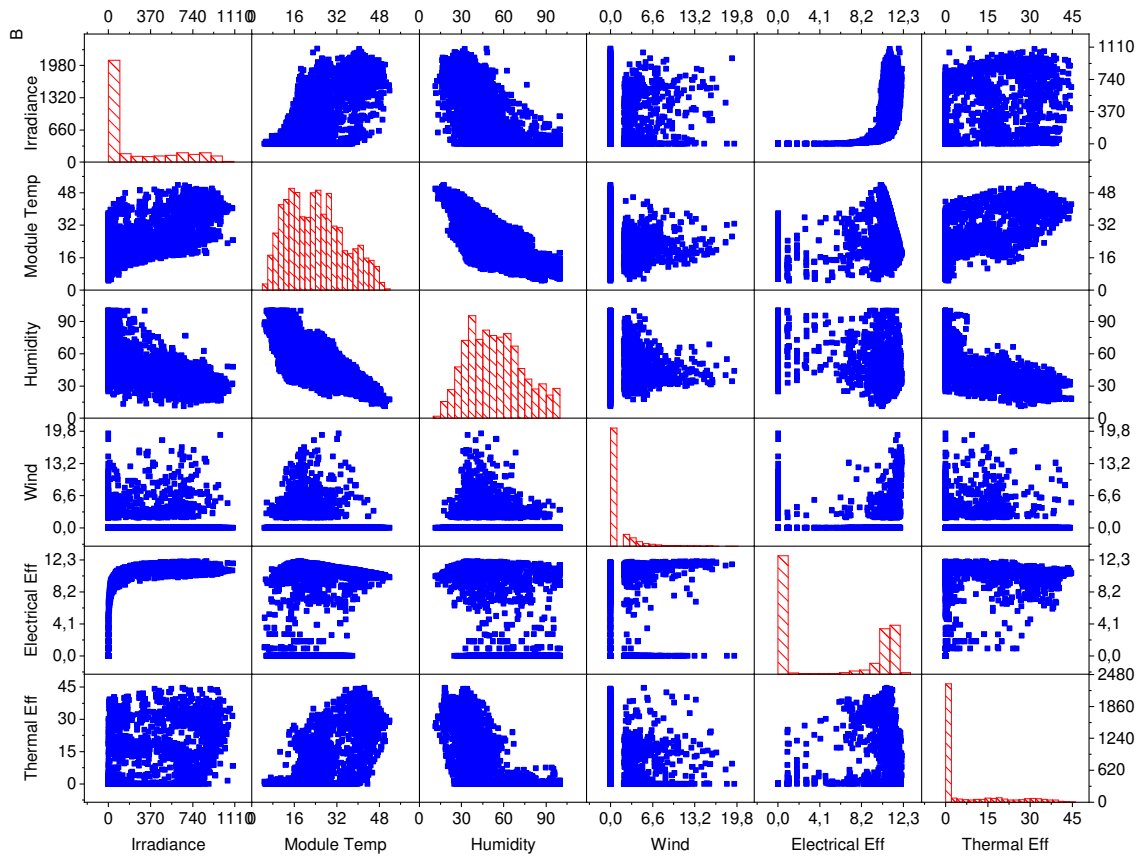 0 370 740 1110 16 32 48 30 60 90 0,0 6,6 13,2 19,8 0,0 4,1 8,2 12,3 0 15 30 45
B
Irradiance 1980 1320 660 0 1110 740 370 0
Module Temp 48 32 16 0 48 32 16 0
Humidity 90 60 30 0 90 60 30 0
Wind 19,8 13,2 6,6 0,0 19,8 13,2 6,6 0,0
Electrical Eff 12,3 8,2 4,1 0,0 12,3 8,2 4,1 0,0
Thermal Eff 45 30 15 0 2480 1860 1240 620 0
0 370 740 1110 16 32 48 30 60 90 0,0 6,6 13,2 19,8 0,0 4,1 8,2 12,3 0 15 30 45
Irradiance Module Temp Humidity Wind Electrical Eff Thermal Eff